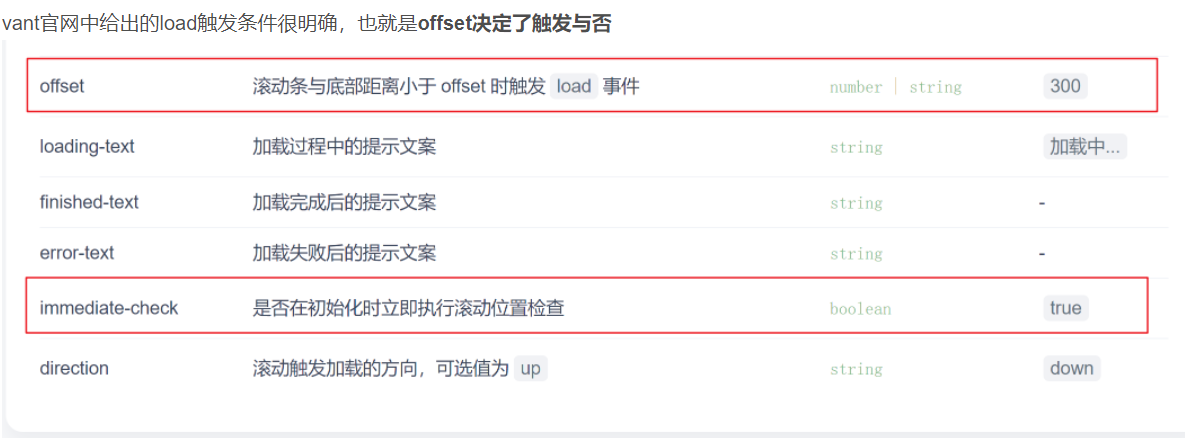 vant官网中给出的load触发条件很明确，也就是offset决定了触发与否
offset 滚动条与底部距离小于 offset 时触发 load 事件 number | string 300
loading-text 加载过程中的提示文案 string 加载中...
finished-text 加载完成后的提示文案 string -
error-text 加载失败后的提示文案 string -
immediate-check 是否在初始化时立即执行滚动位置检查 boolean true
direction 滚动触发加载的方向，可选值为 up string down